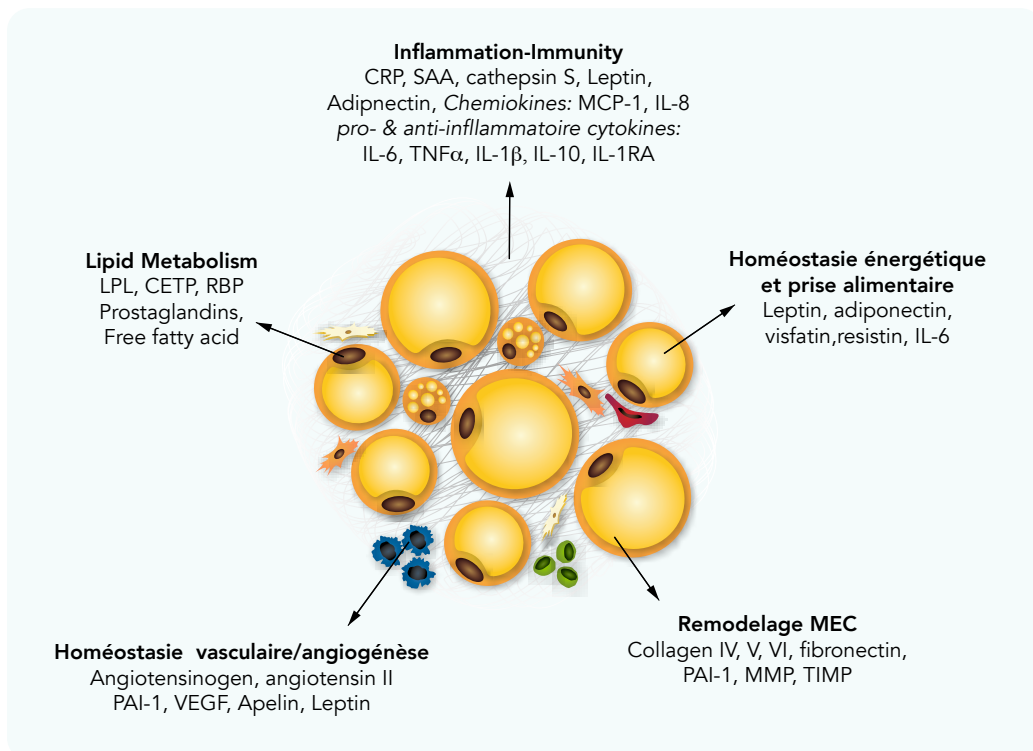 Inflammation-Immunity
CRP, SAA, cathepsin S, Leptin,
Adipnectin, Chemiokines: MCP-1, IL-8
pro- & anti-infllammatoire cytokines:
IL-6, TNFα, IL-1β, IL-10, IL-1RA
Lipid Metabolism
LPL, CETP, RBP
Prostaglandins,
Free fatty acid
Homéostasie énergétique
et prise alimentaire
Leptin, adiponectin,
visfatin,resistin, IL-6
Homéostasie vasculaire/angiogénèse
Angiotensinogen, angiotensin II
PAI-1, VEGF, Apelin, Leptin
Remodelage MEC
Collagen IV, V, VI, fibronectin,
PAI-1, MMP, TIMP